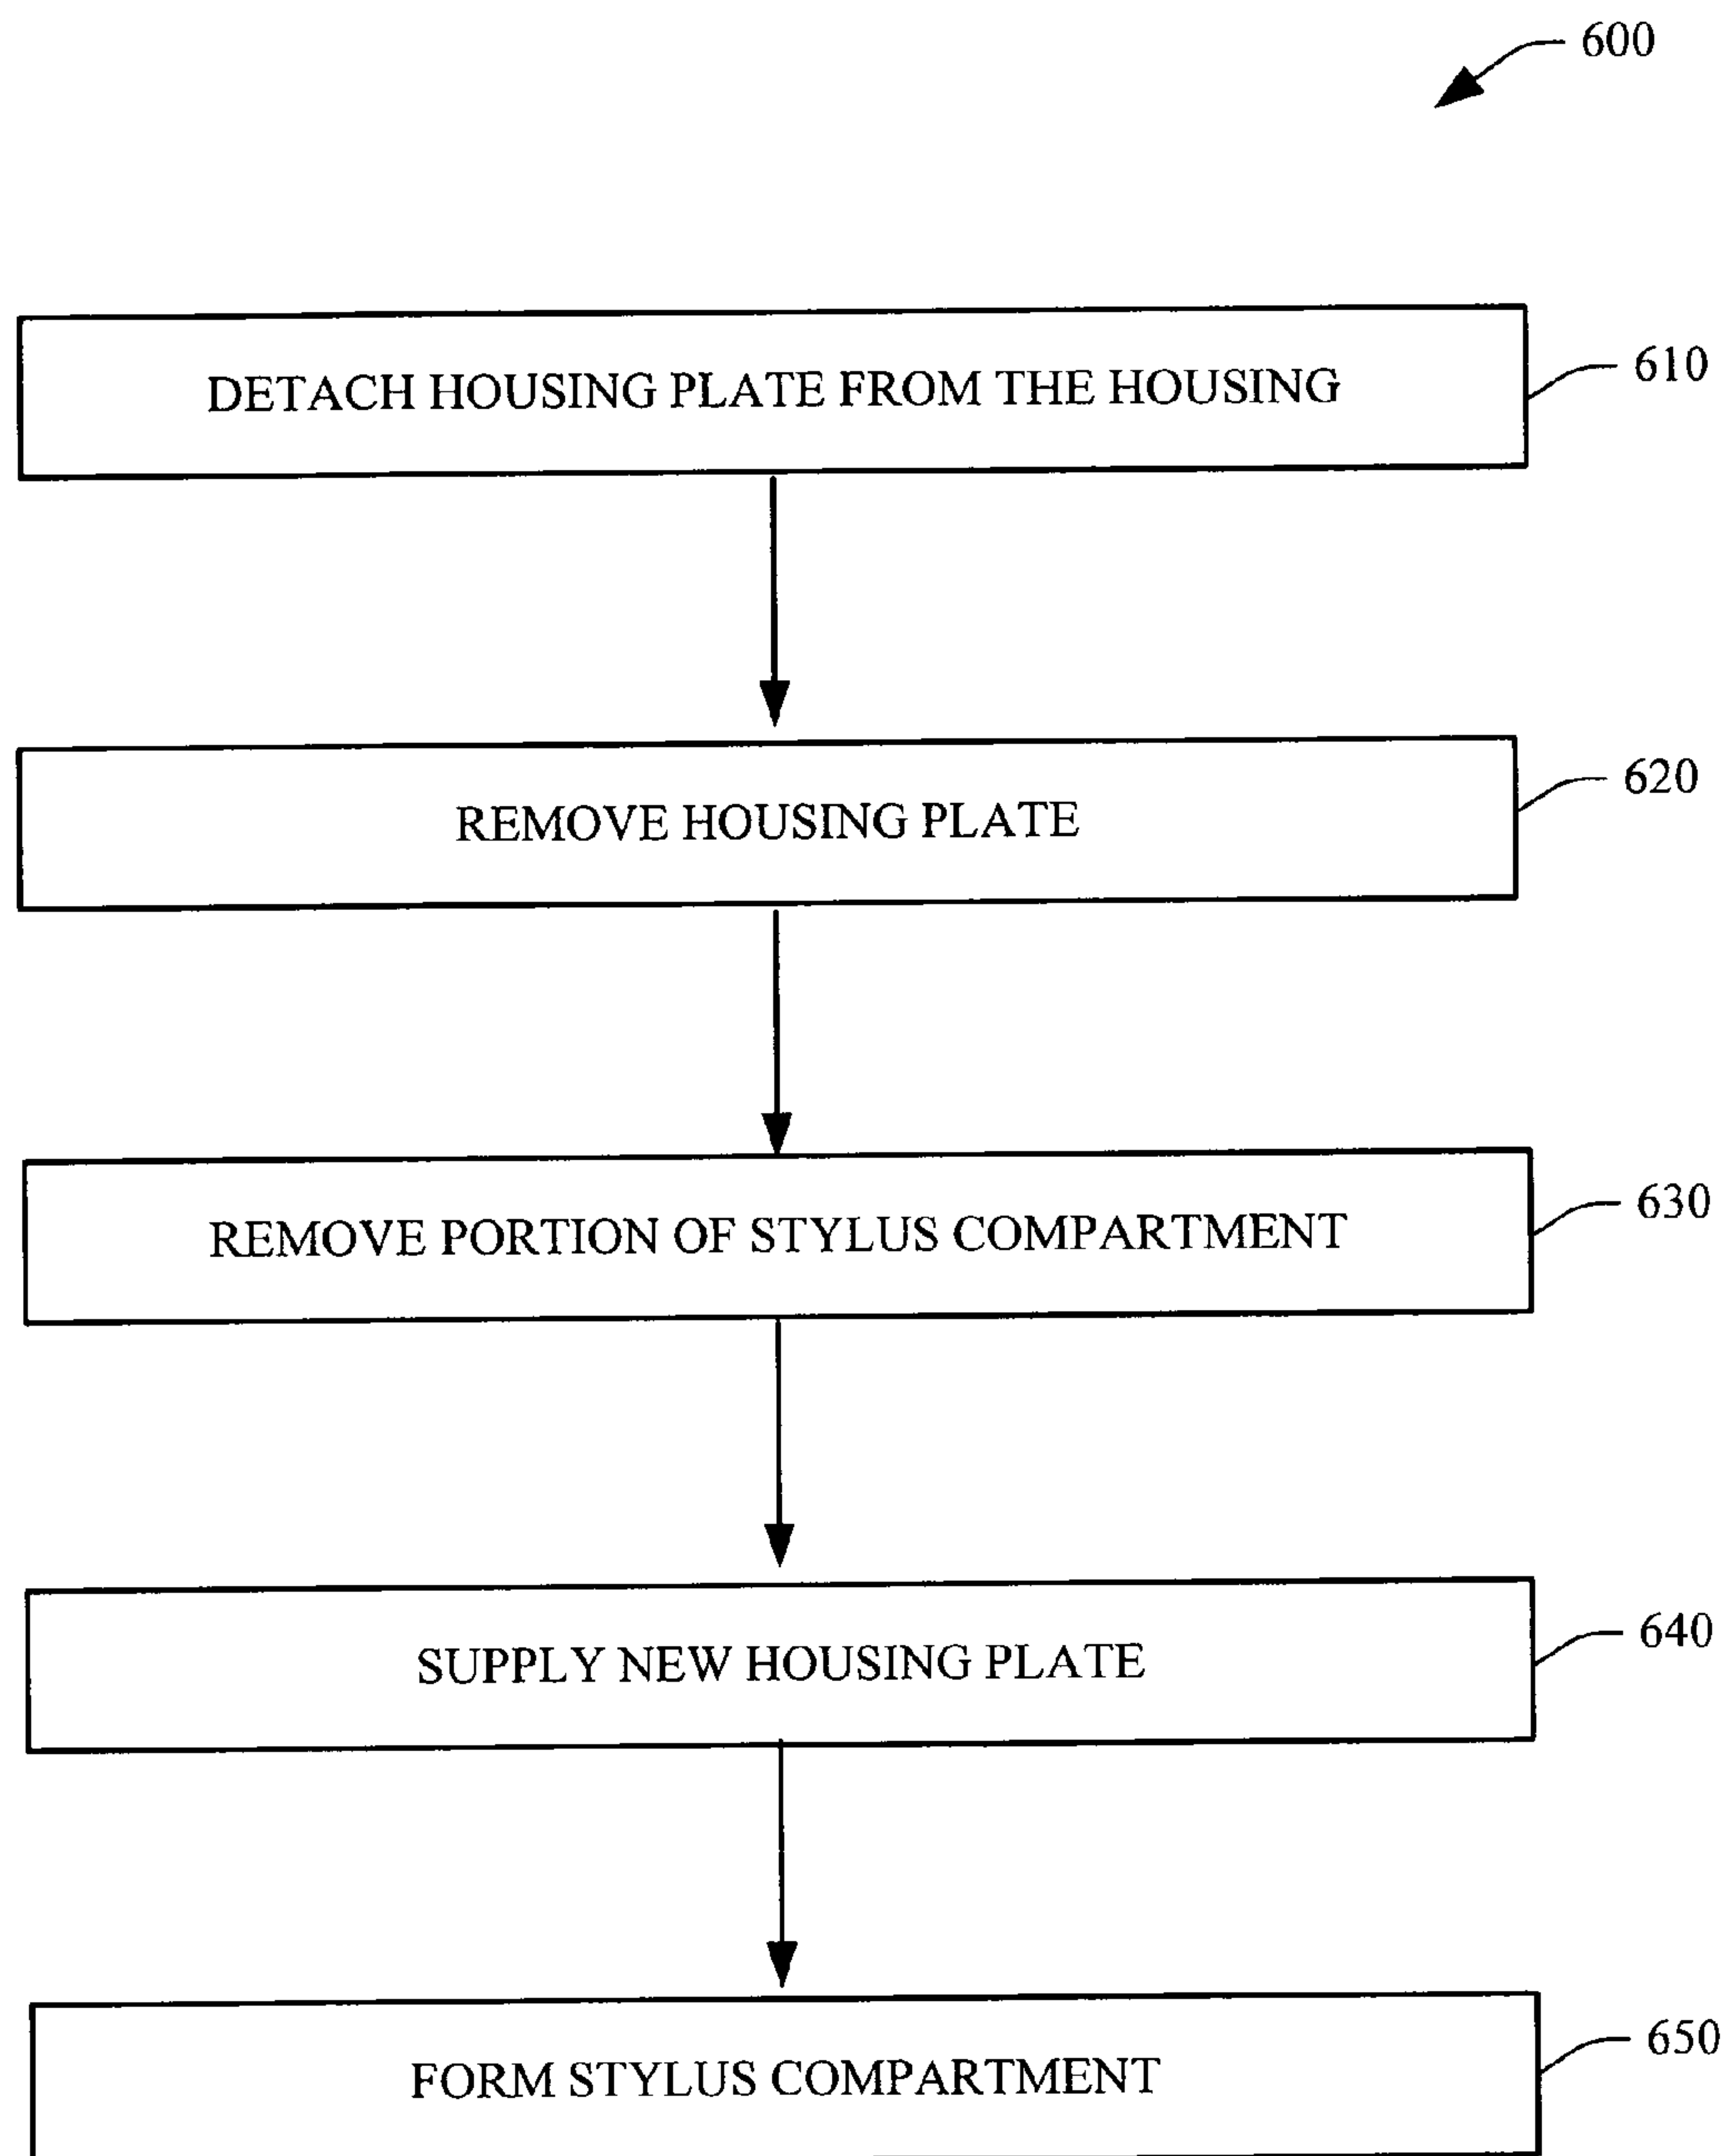 600
DETACH HOUSING PLATE FROM THE HOUSING
610
REMOVE HOUSING PLATE
620
REMOVE PORTION OF STYLUS COMPARTMENT
630
SUPPLY NEW HOUSING PLATE
640
FORM STYLUS COMPARTMENT
650